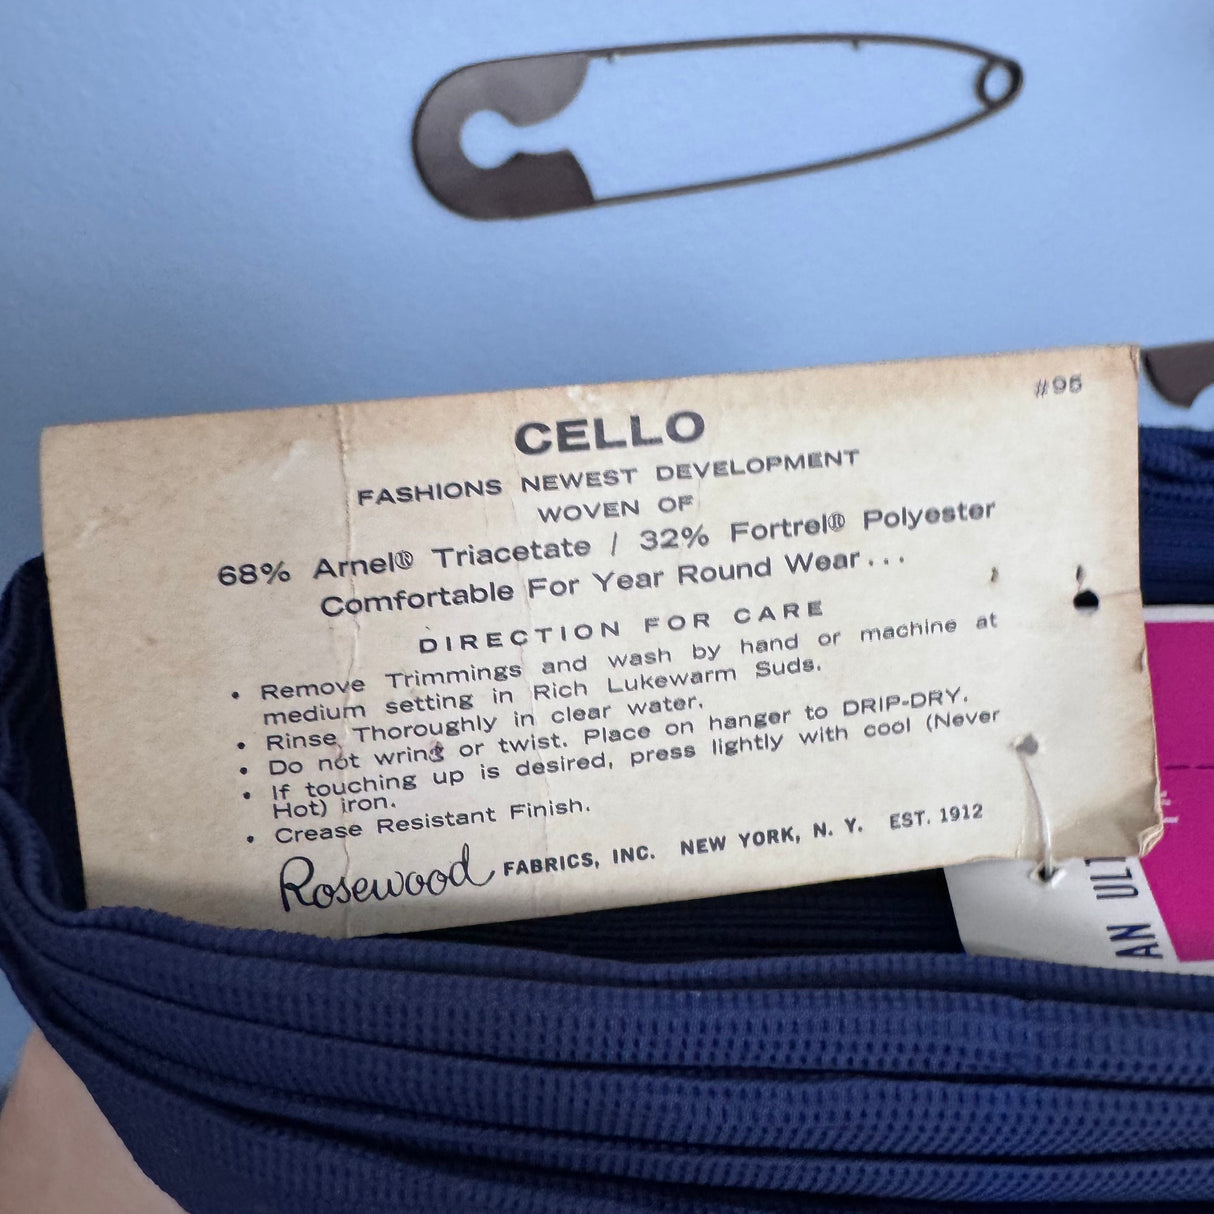 #96
CELLO
FASHIONS NEWEST DEVELOPMENT
WOVEN OF
68% Arnel® Triacetate / 32% Fortrel® Polyester
Comfortable For Year Round Wear...
DIRECTION FOR CARE
• Remove Trimmings and wash by hand or machine at
medium setting in Rich Lukewarm Suds.
• Rinse Thoroughly in clear water.
• Do not wring or twist. Place on hanger to DRIP-DRY.
• If touching up is desired, press lightly with cool (Never
Hot) iron.
• Crease Resistant Finish.
Rosewood FABRICS, INC. NEW YORK, N. Y. EST. 1912
AN